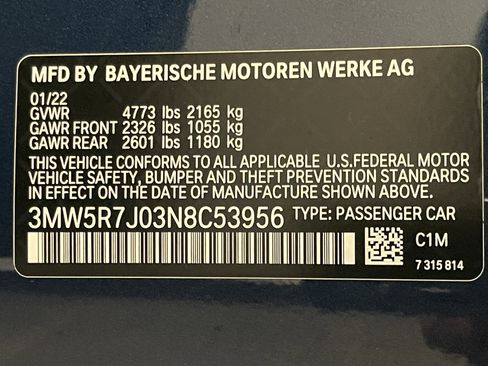 MFD BY BAYERISCHE MOTOREN WERKE AG
01/22
GVWR 4773 lbs 2165 kg
GAWR FRONT 2326 lbs 1055 kg
GAWR REAR 2601 lbs 1180 kg
THIS VEHICLE CONFORMS TO ALL APPLICABLE U.S.FEDERAL MOTOR
VEHICLE SAFETY, BUMPER AND THEFT PREVENTION STANDARDS
IN EFFECT ON THE DATE OF MANUFACTURE SHOWN ABOVE.
3MW5R7J03N8C53956 TYPE: PASSENGER CAR
C1M
7 315 814